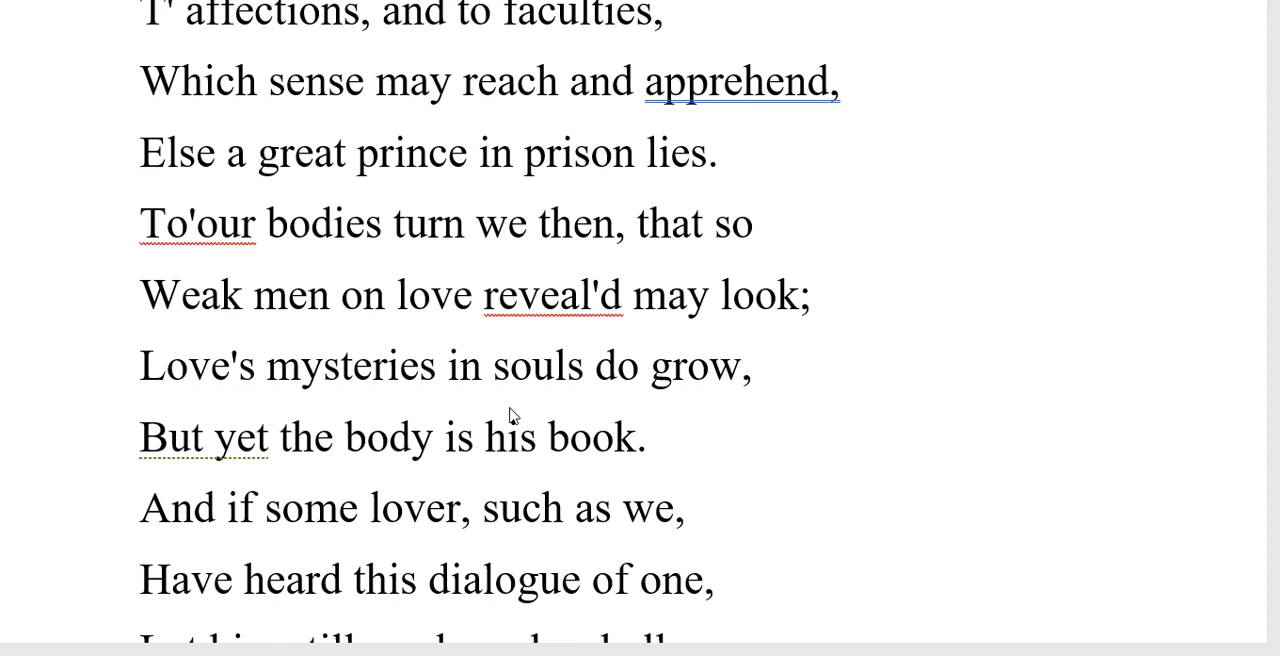 T' affections, and to faculties,
Which sense may reach and apprehend,
Else a great prince in prison lies.
To'our bodies turn we then, that so
Weak men on love reveal'd may look;
Love's mysteries in souls do grow,
But yet the body is his book.
And if some lover, such as we,
Have heard this dialogue of one,